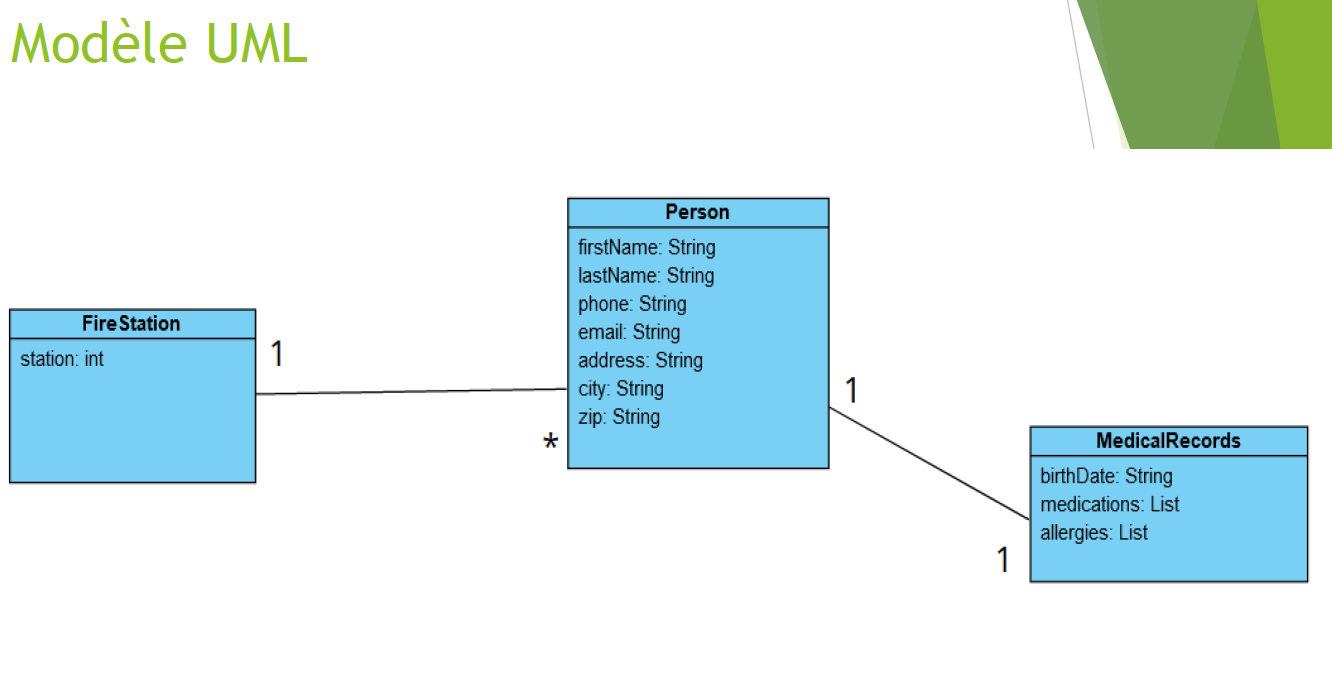 Modèle UML
FireStation
station: int
1
*
Person
firstName: String
lastName: String
phone: String
email: String
address: String
city: String
zip: String
1
1
MedicalRecords
birthDate: String
medications: List
allergies: List